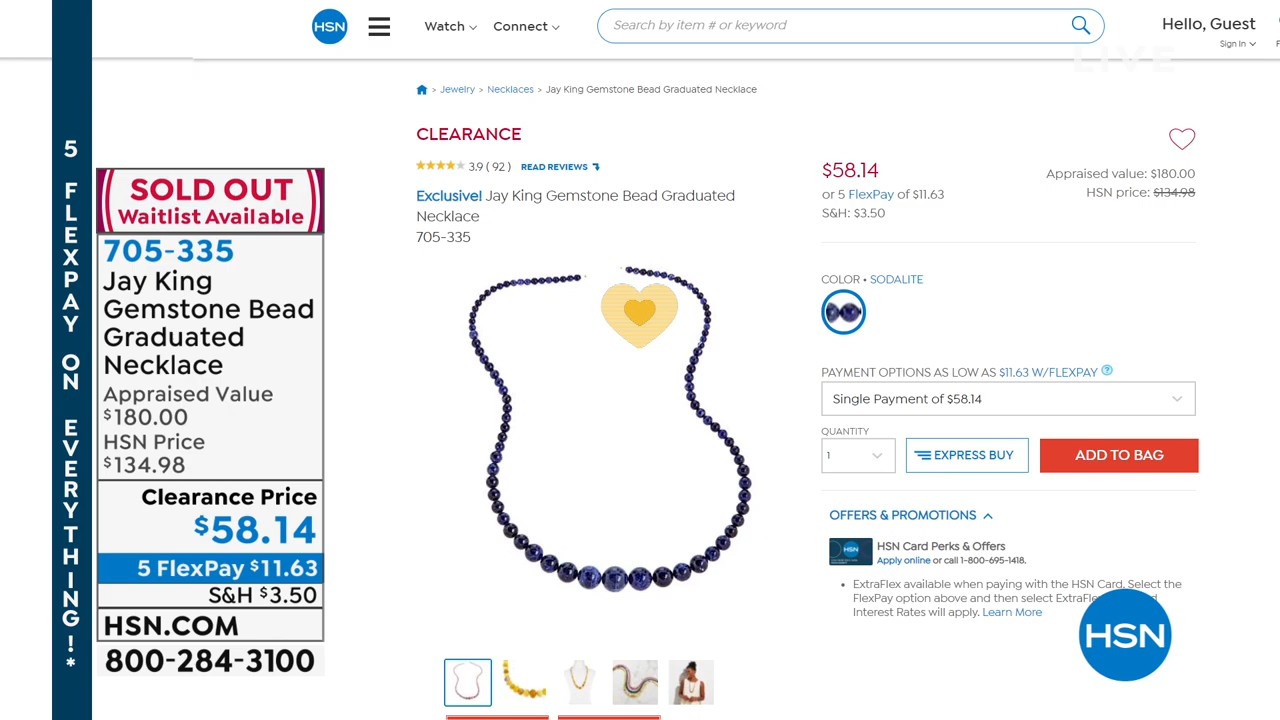 HSN
Watch
Connect
Search by item # or keyword
Hello, Guest
Sign In
LIVE
Jewelry > Necklaces > Jay King Gemstone Bead Graduated Necklace
5 FLEXPAY ON EVERYTHING!*
SOLD OUT
Waitlist Available
705-335
Jay King
Gemstone Bead
Graduated
Necklace
Appraised Value
$180.00
HSN Price
$134.98
Clearance Price
$58.14
5 FlexPay $11.63
S&H $3.50
HSN.COM
800-284-3100
CLEARANCE
3.9 ( 92 ) READ REVIEWS
Exclusive! Jay King Gemstone Bead Graduated
Necklace
705-335
$58.14
or 5 FlexPay of $11.63
S&H: $3.50
Appraised value: $180.00
HSN price: $134.98
COLOR • SODALITE
PAYMENT OPTIONS AS LOW AS $11.63 W/FLEXPAY ?
Single Payment of $58.14
QUANTITY
1
EXPRESS BUY
ADD TO BAG
OFFERS & PROMOTIONS
HSN
HSN Card Perks & Offers
Apply online or call 1-800-695-1418.
• ExtraFlex available when paying with the HSN Card. Select the
FlexPay option above and then select
Interest Rates will apply. Learn More
HSN